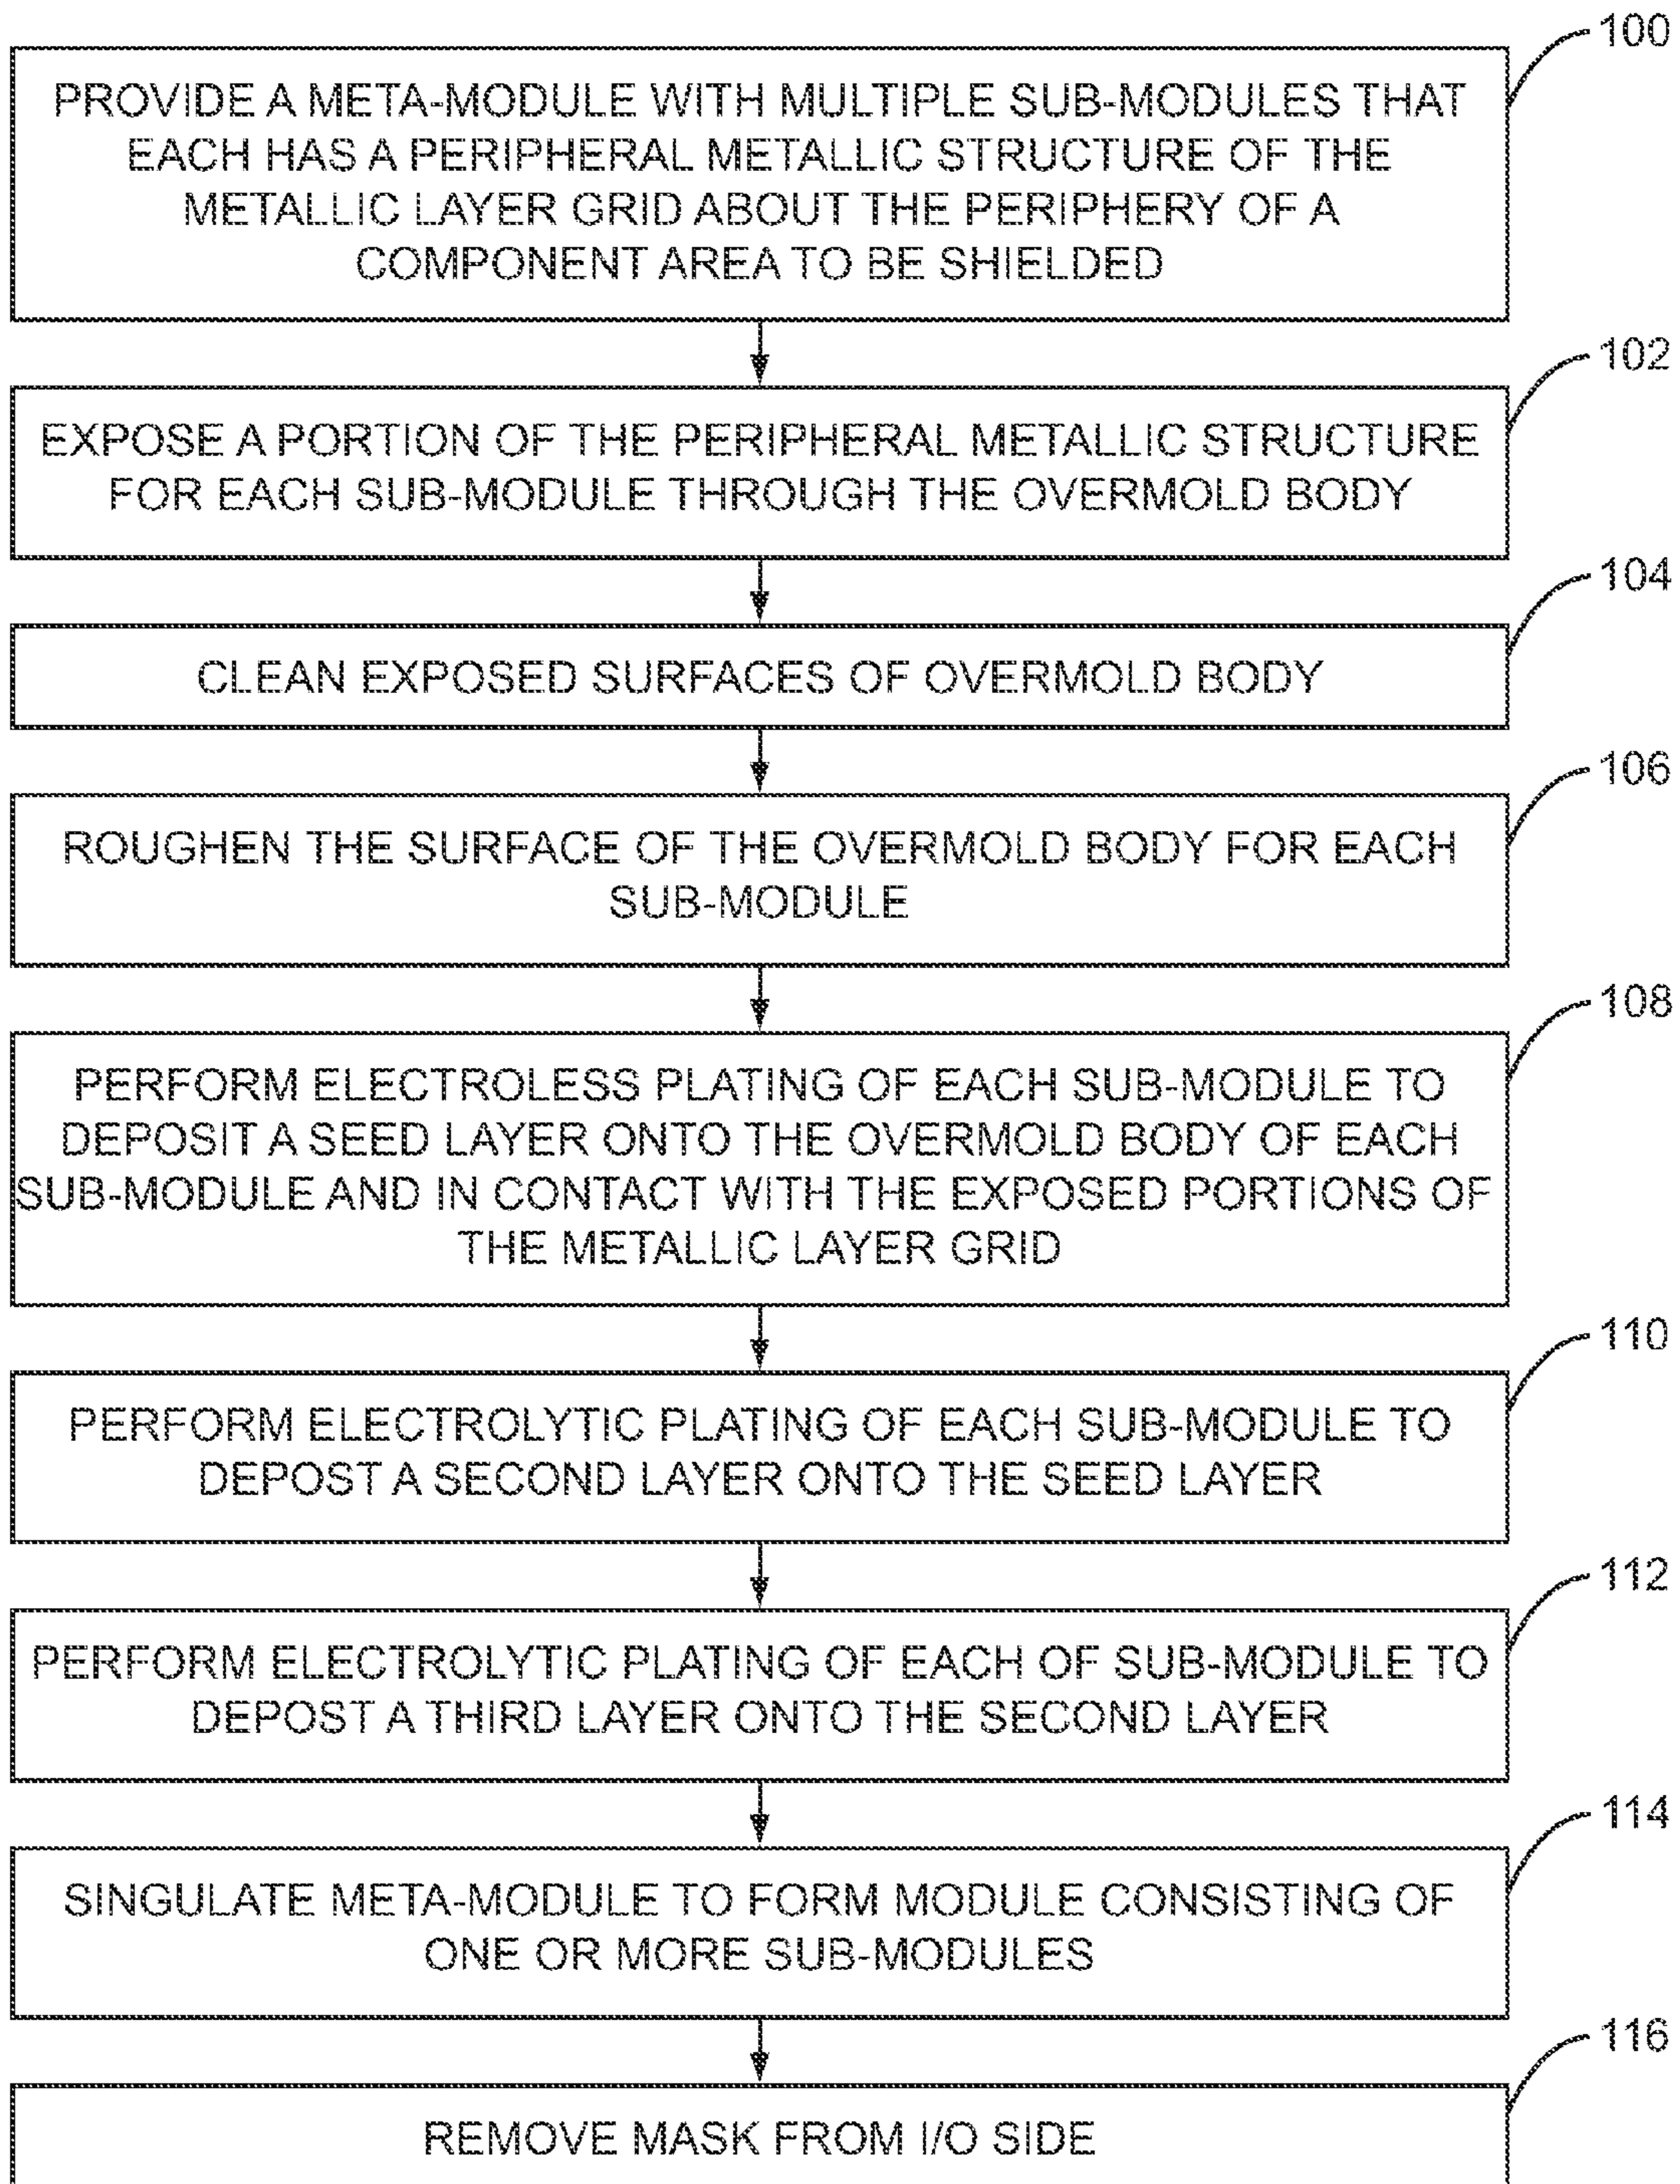 100
PROVIDE A META-MODULE WITH MULTIPLE SUB-MODULES THAT
EACH HAS A PERIPHERAL METALLIC STRUCTURE OF THE
METALLIC LAYER GRID ABOUT THE PERIPHERY OF A
COMPONENT AREA TO BE SHIELDED
102
EXPOSE A PORTION OF THE PERIPHERAL METALLIC STRUCTURE
FOR EACH SUB-MODULE THROUGH THE OVERMOLD BODY
104
CLEAN EXPOSED SURFACES OF OVERMOLD BODY
106
ROUGHEN THE SURFACE OF THE OVERMOLD BODY FOR EACH
SUB-MODULE
108
PERFORM ELECTROLESS PLATING OF EACH SUB-MODULE TO
DEPOSIT A SEED LAYER ONTO THE OVERMOLD BODY OF EACH
SUB-MODULE AND IN CONTACT WITH THE EXPOSED PORTIONS OF
THE METALLIC LAYER GRID
110
PERFORM ELECTROLYTIC PLATING OF EACH SUB-MODULE TO
DEPOST A SECOND LAYER ONTO THE SEED LAYER
112
PERFORM ELECTROLYTIC PLATING OF EACH OF SUB-MODULE TO
DEPOST A THIRD LAYER ONTO THE SECOND LAYER
114
SINGULATE META-MODULE TO FORM MODULE CONSISTING OF
ONE OR MORE SUB-MODULES
116
REMOVE MASK FROM I/O SIDE